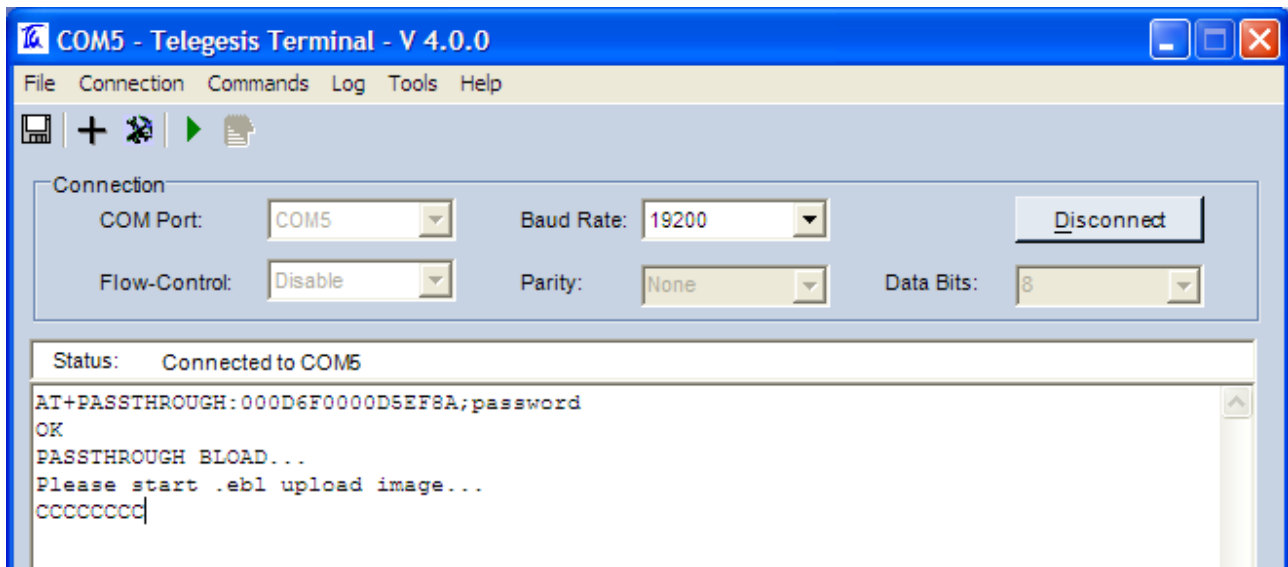 COM5 - Telegesis Terminal - V 4.0.0
File Connection Commands Log Tools Help
Connection
COM Port: COM5 Baud Rate: 19200 Disconnect
Flow-Control: Disable Parity: None Data Bits: 8
Status: Connected to COM5
AT+PASSTHROUGH:000D6F0000D5EF8A;password
OK
PASSTHROUGH BLOAD...
Please start .ebl upload image...
CCCCCCCC